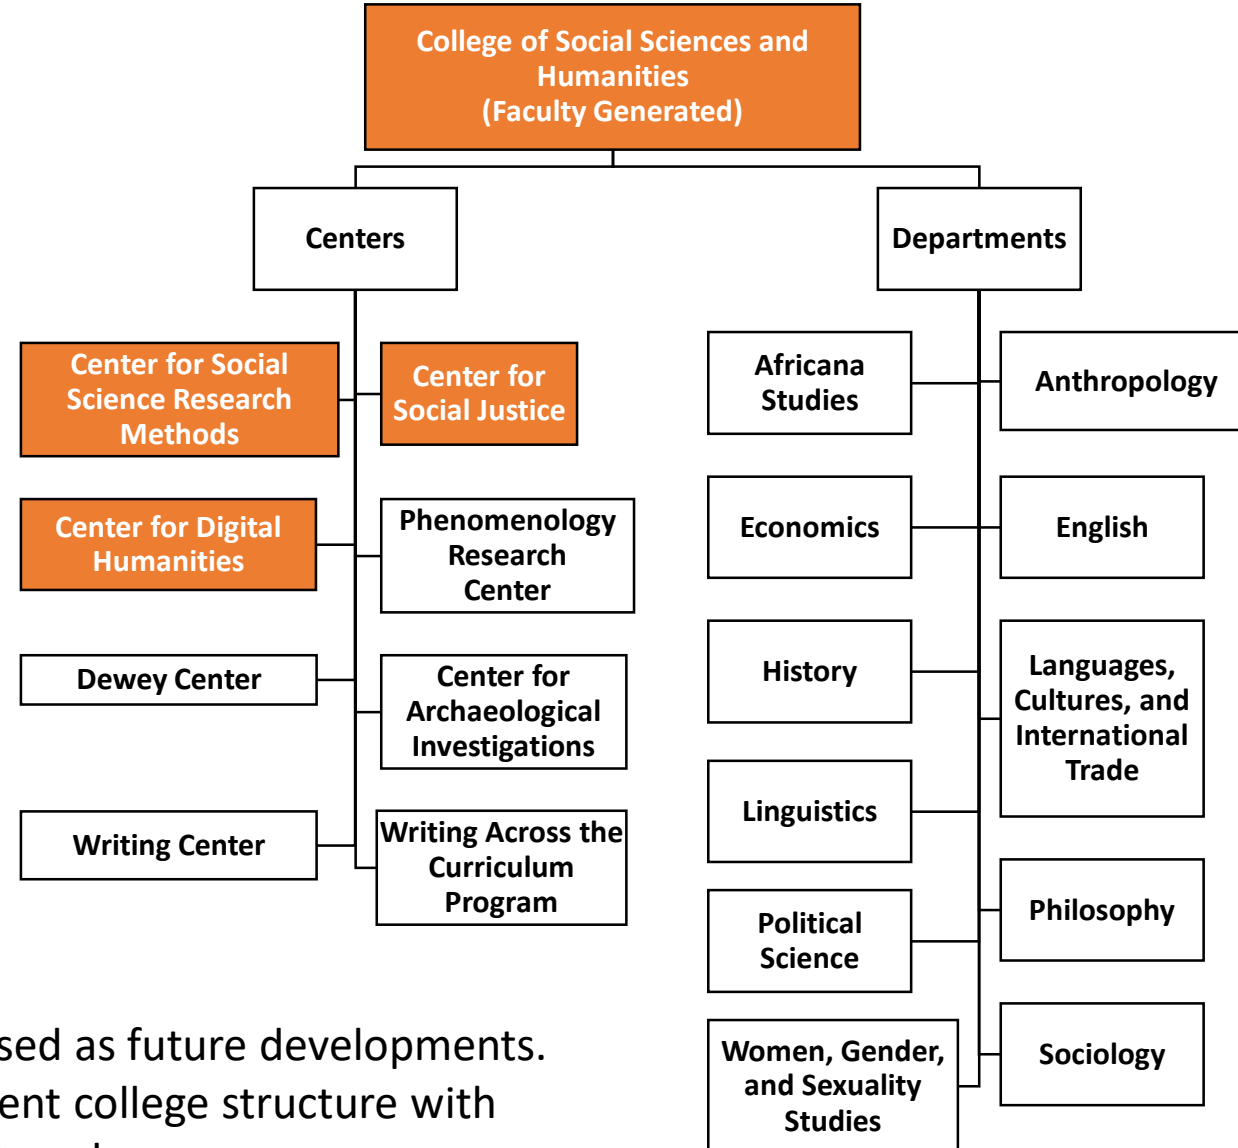 College of Social Sciences and
Humanities
(Faculty Generated)
Centers
Departments
Center for Social
Science Research
Methods
Center for
Social Justice
Center for Digital
Humanities
Phenomenology
Research
Center
Dewey Center
Center for
Archaeological
Investigations
Writing Center
Writing Across the
Curriculum
Program
Africana
Studies
Anthropology
Economics
English
History
Languages,
Cultures, and
International
Trade
Linguistics
Philosophy
Political
Science
Sociology
Women, Gender,
and Sexuality
Studies
sed as future developments.
ent college structure with